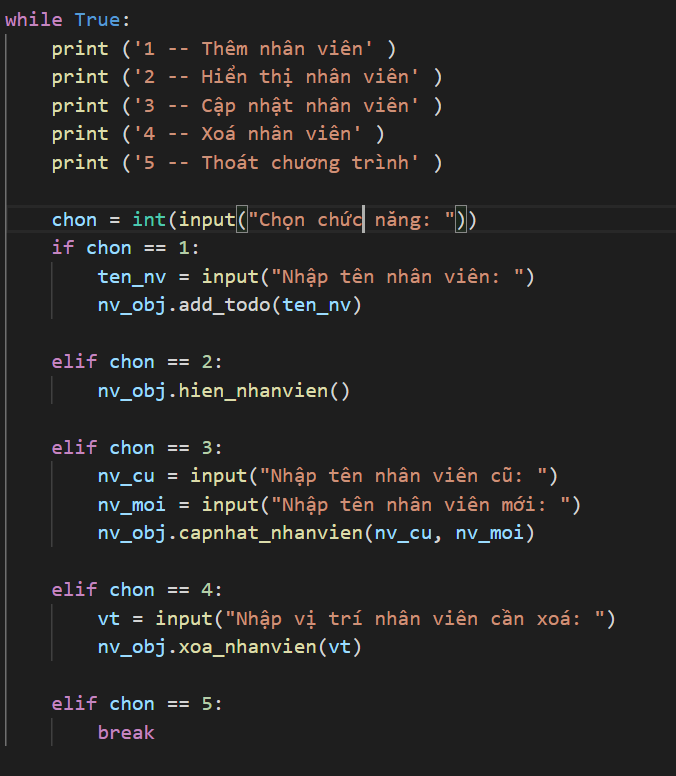 while True:
    print ('1 -- Thêm nhân viên' )
    print ('2 -- Hiển thị nhân viên' )
    print ('3 -- Cập nhật nhân viên' )
    print ('4 -- Xoá nhân viên' )
    print ('5 -- Thoát chương trình' )
    chon = int(input("Chọn chức năng: "))
    if chon == 1:
        ten_nv = input("Nhập tên nhân viên: ")
        nv_obj.add_todo(ten_nv)
    elif chon == 2:
        nv_obj.hien_nhanvien()
    elif chon == 3:
        nv_cu = input("Nhập tên nhân viên cũ: ")
        nv_moi = input("Nhập tên nhân viên mới: ")
        nv_obj.capnhat_nhanvien(nv_cu, nv_moi)
    elif chon == 4:
        vt = input("Nhập vị trí nhân viên cần xoá: ")
        nv_obj.xoa_nhanvien(vt)
    elif chon == 5:
        break